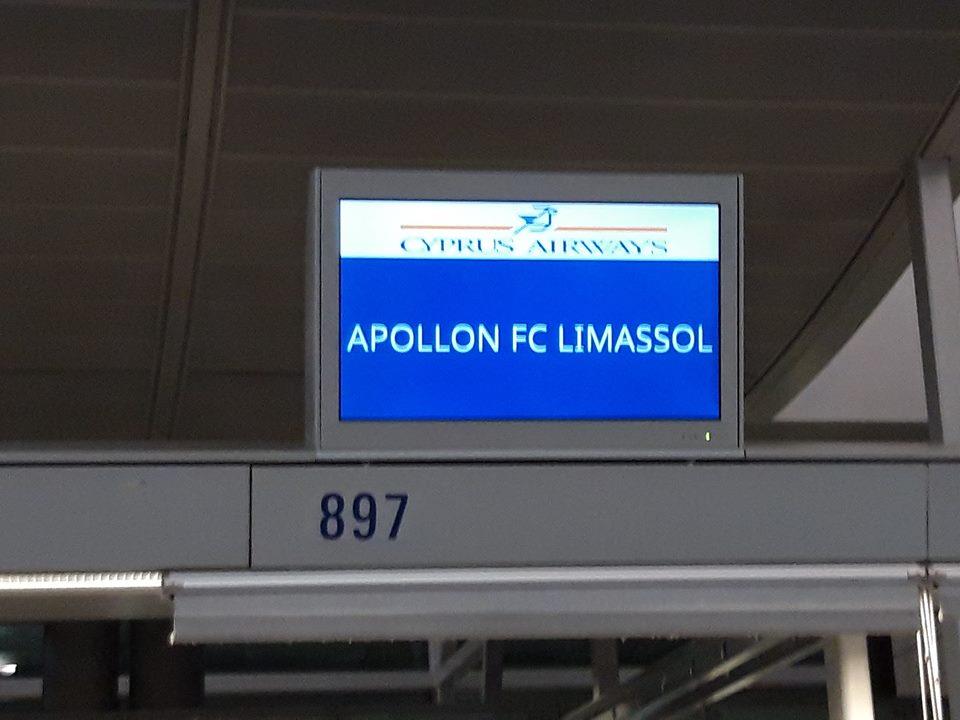 CYPRUS AIRWAYS
APOLLON FC LIMASSOL
897